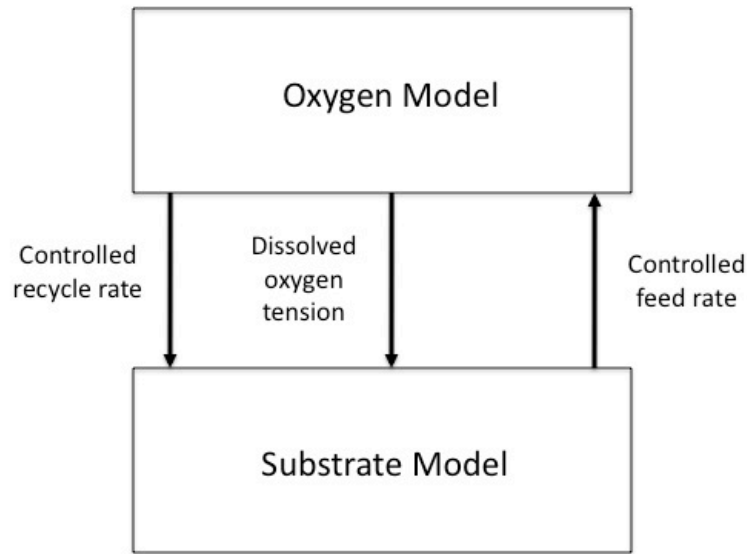 Oxygen Model
Controlled
recycle rate
Dissolved
oxygen
tension
Controlled
feed rate
Substrate Model